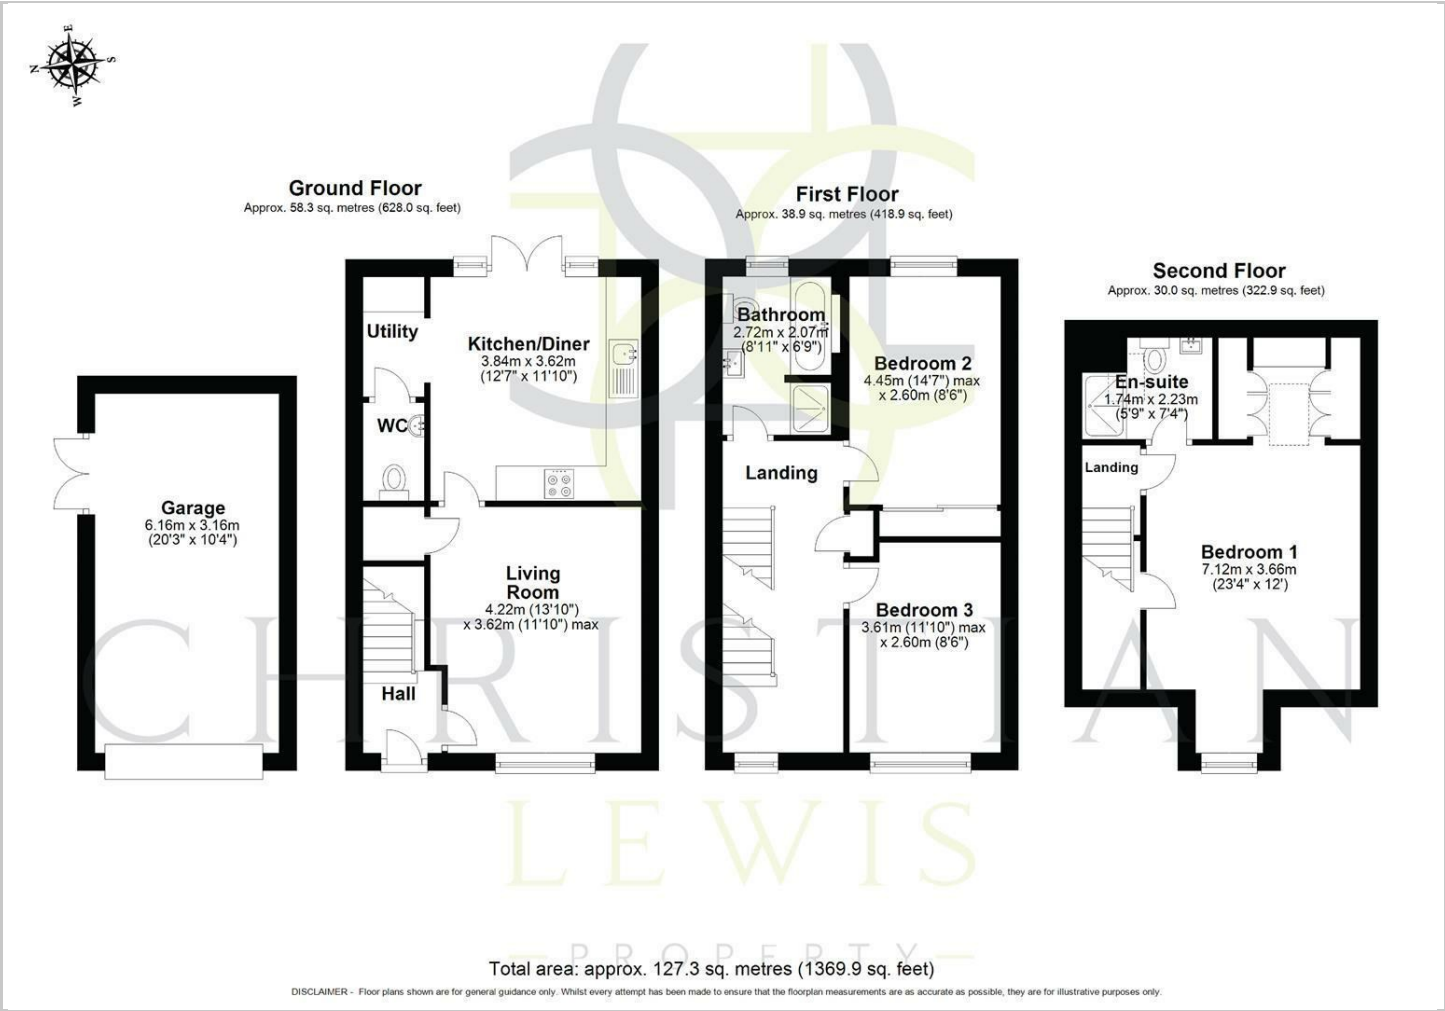 E
N
S
W
Ground Floor
Approx. 58.3 sq. metres (628.0 sq. feet)
Utility
Kitchen/Diner
3.84m x 3.62m
(12'7" x 11'10")
WC
Garage
6.16m x 3.16m
(20'3" x 10'4")
Living
Room
4.22m (13'10")
x 3.62m (11'10") max
Hall
First Floor
Approx. 38.9 sq. metres (418.9 sq. feet)
Bathroom
2.72m x 2.07m
(8'11" x 6'9")
Bedroom 2
4.45m (14'7") max
x 2.60m (8'6")
Landing
Bedroom 3
3.61m (11'10") max
x 2.60m (8'6")
Second Floor
Approx. 30.0 sq. metres (322.9 sq. feet)
En-suite
1.74m x 2.23m
(5'9" x 7'4")
Landing
Bedroom 1
7.12m x 3.66m
(23'4" x 12')
CHRISTIAN
LEWIS
PROPERTY
Total area: approx. 127.3 sq. metres (1369.9 sq. feet)
DISCLAIMER - Floor plans shown are for general guidance only. Whilst every attempt has been made to ensure that the floorplan measurements are as accurate as possible, they are for illustrative purposes only.